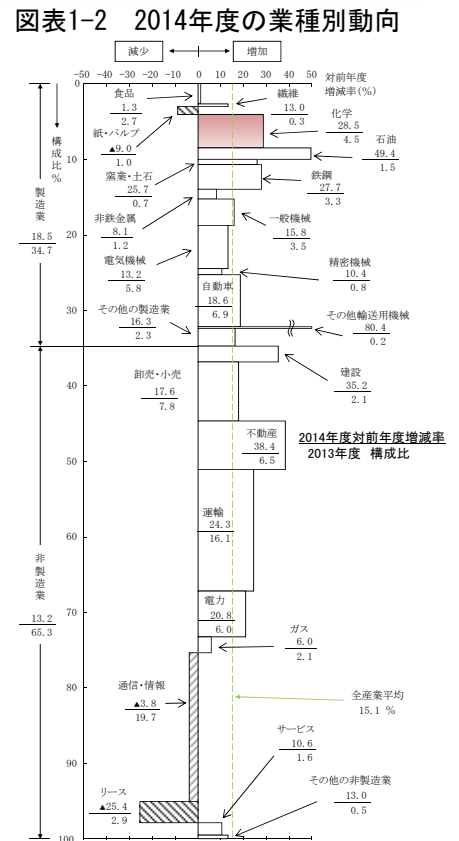 図表1-2　2014年度の業種別動向
減少
増加
-50 -40 -30 -20 -10 0 10 20 30 40 50
対前年度
増減率(%)
0
10
20
30
40
50
60
70
80
90
100
構成比%
製造業
18.5
34.7
非製造業
13.2
65.3
食品
1.3
2.7
繊維
13.0
0.3
紙・パルプ
▲9.0
1.0
化学
28.5
4.5
石油
49.4
1.5
窯業・土石
25.7
0.7
鉄鋼
27.7
3.3
非鉄金属
8.1
1.2
一般機械
15.8
3.5
電気機械
13.2
5.8
精密機械
10.4
0.8
自動車
18.6
6.9
その他輸送用機械
80.4
0.2
その他の製造業
16.3
2.3
建設
35.2
2.1
卸売・小売
17.6
7.8
不動産
38.4
6.5
2014年度対前年度増減率
2013年度 構成比
運輸
24.3
16.1
電力
20.8
6.0
ガス
6.0
2.1
通信・情報
▲3.8
19.7
全産業平均
15.1 %
サービス
10.6
1.6
リース
▲25.4
2.9
その他の非製造業
13.0
0.5